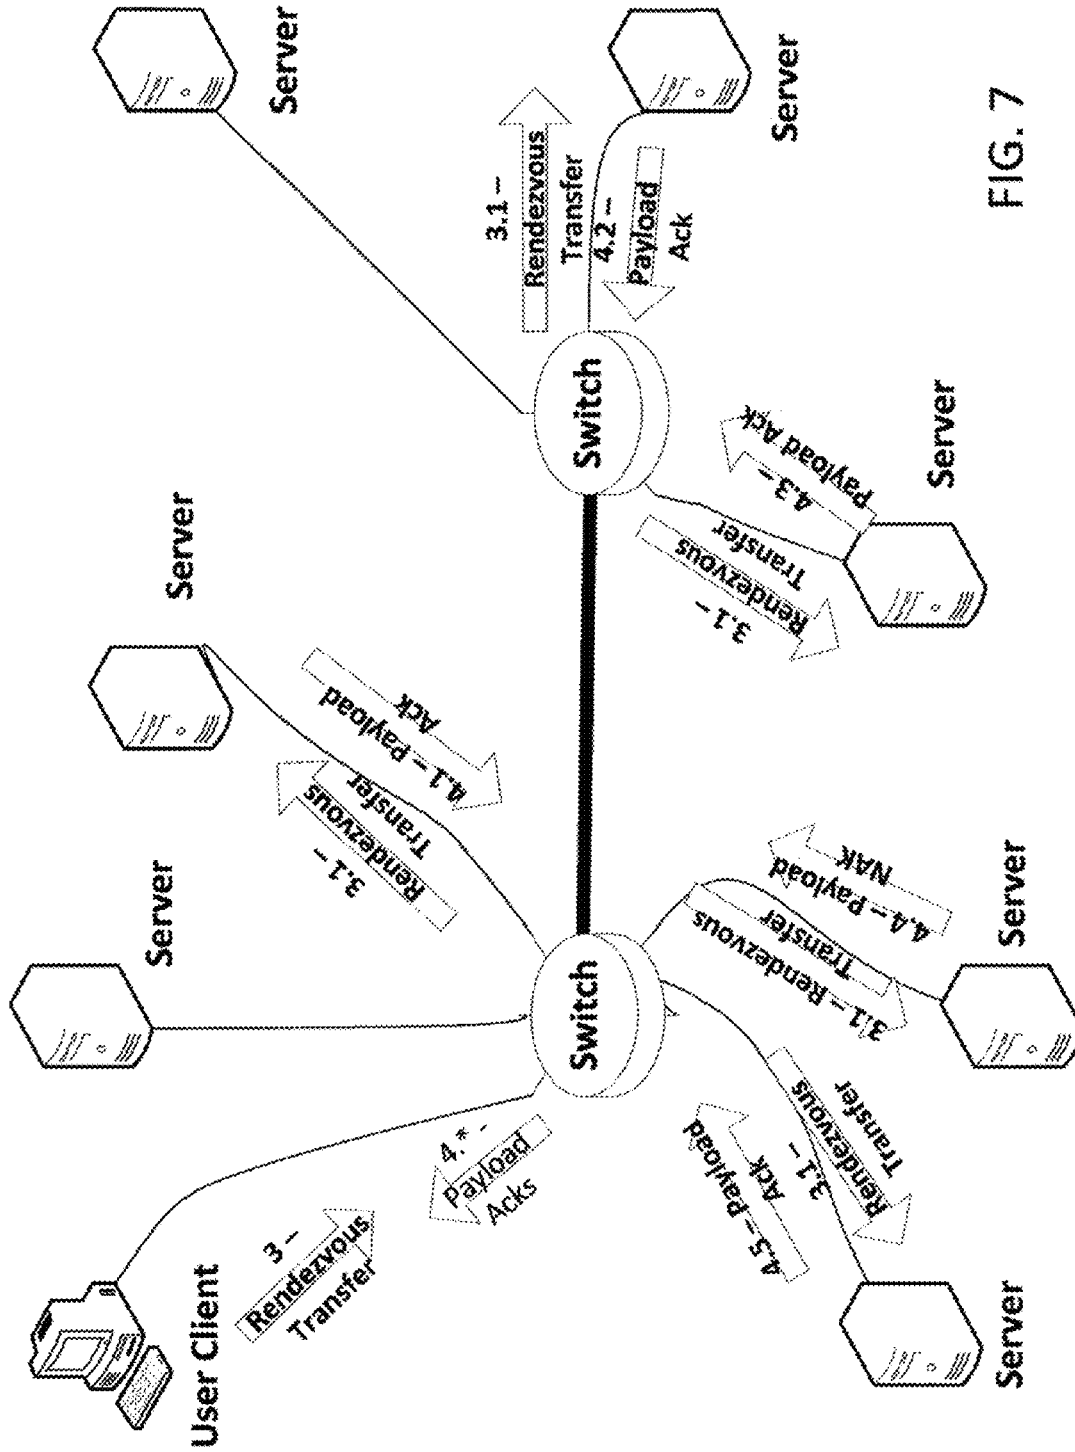 User Client
3 –
Rendezvous
Transfer
4.* -
Payload
Acks
Server
Switch
3.1 –
Rendezvous
Transfer
4.1 – Payload
Ack
Server
4.5 – Payload
Ack
3.1 –
Rendezvous
Transfer
Server
3.1 – Rendezvous
Transfer
4.4 – Payload
NAK
Server
Switch
3.1 –
Rendezvous
Transfer
4.3 –
Payload Ack
Server
3.1 –
Rendezvous
Transfer
4.2 –
Payload
Ack
Server
Server
FIG. 7